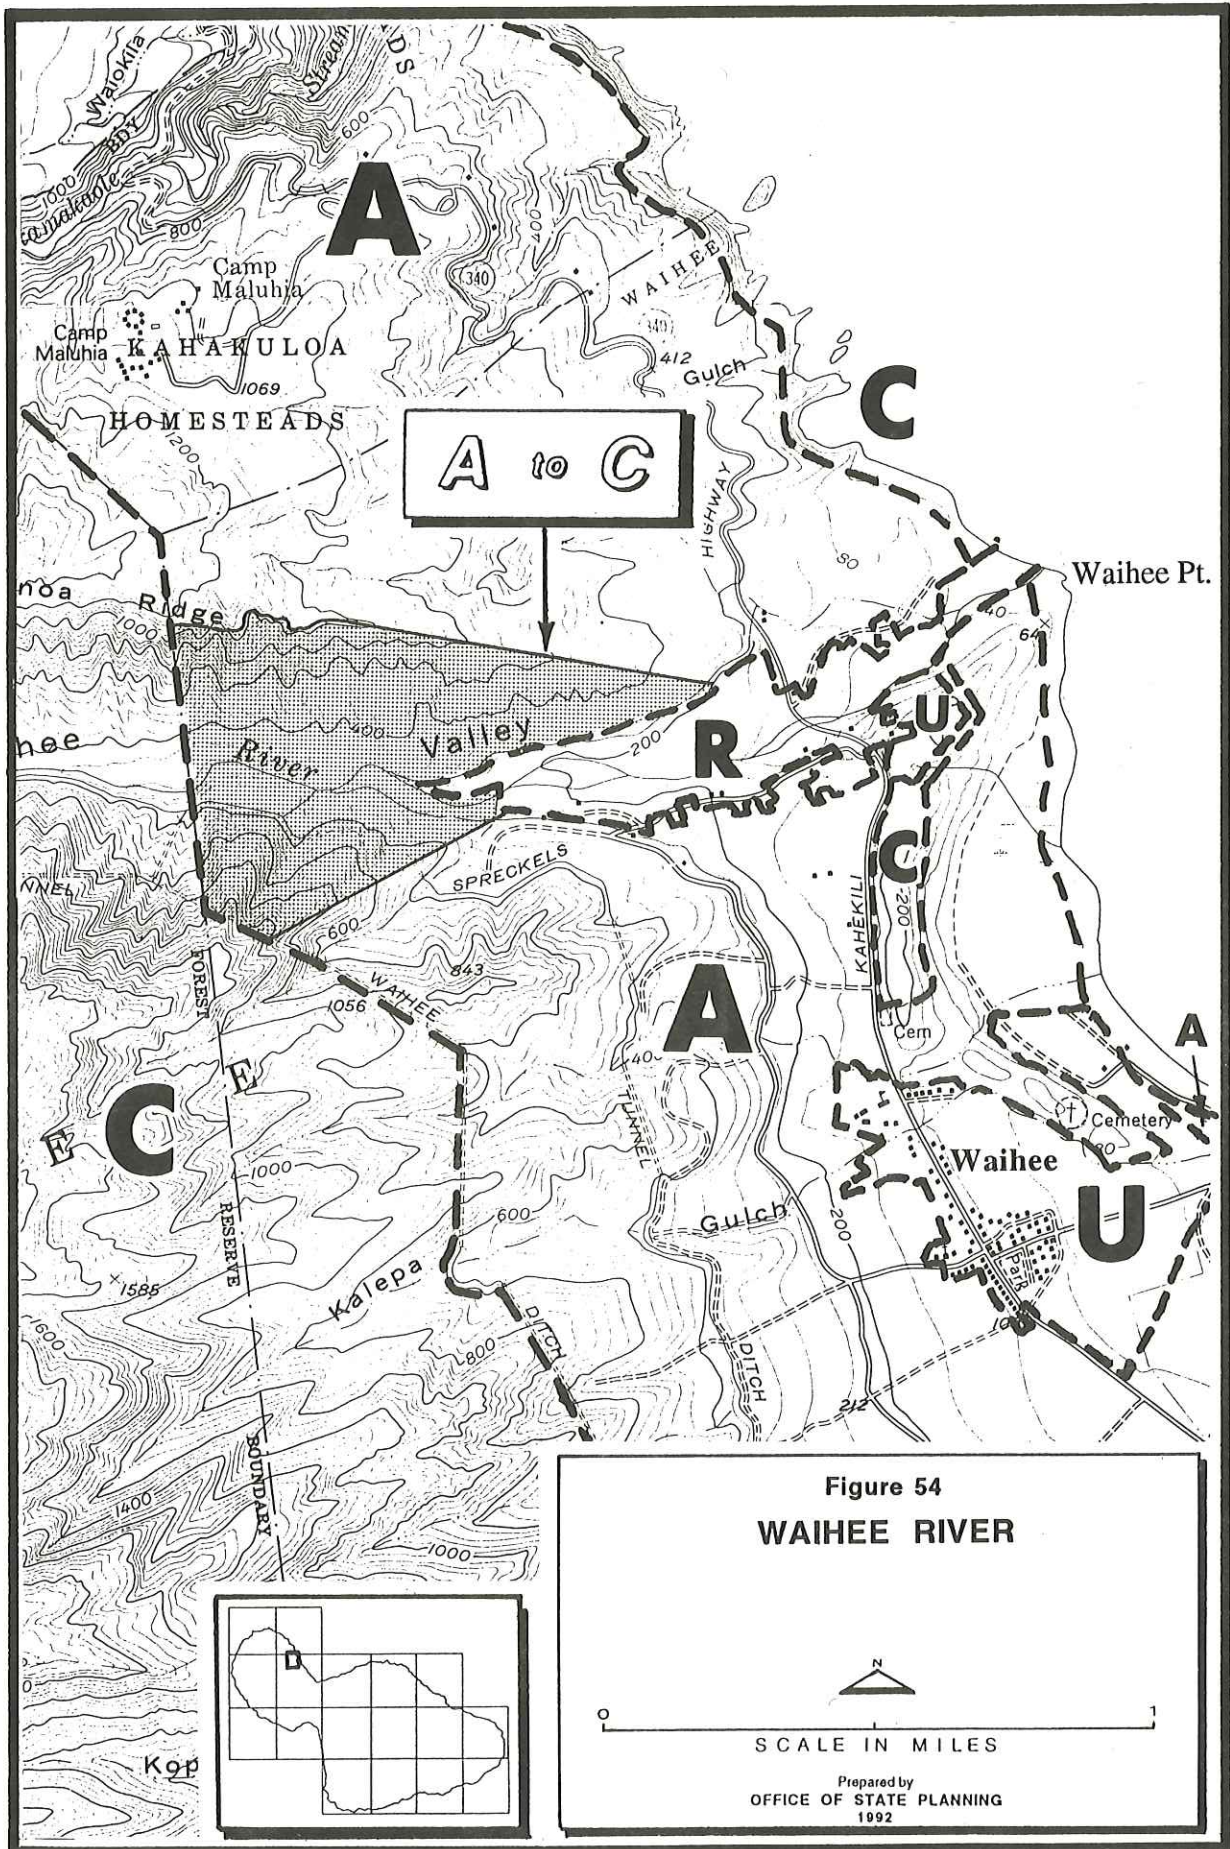 Waiokila
Stream
DS
BDY
600
1000
800
A
400
340
WAIHEE
Camp
Maluhia
Camp
Maluhia
KAHAKULOA
340
412
Gulch
1069
C
HOMESTEADS
1200
A to C
HIGHWAY
80
Waihee Pt.
noa Ridge
1000
40
64
U
400
Valley
200
R
hee
River
C
SPRECKELS
KAHEKILI
200
NNEL
600
FOREST
843
WAIHEE
1056
A
Cem
A
40
E
C
E
TUNNEL
Cemetery
80
Waihee
1000
U
RESERVE
600
Gulch
200
Park
1585
Kalepa
10
1600
DITCH
800
DITCH
212
BOUNDARY
1400
1000
Kop
Figure 54
WAIHEE RIVER
N
0
1
SCALE IN MILES
Prepared by
OFFICE OF STATE PLANNING
1992